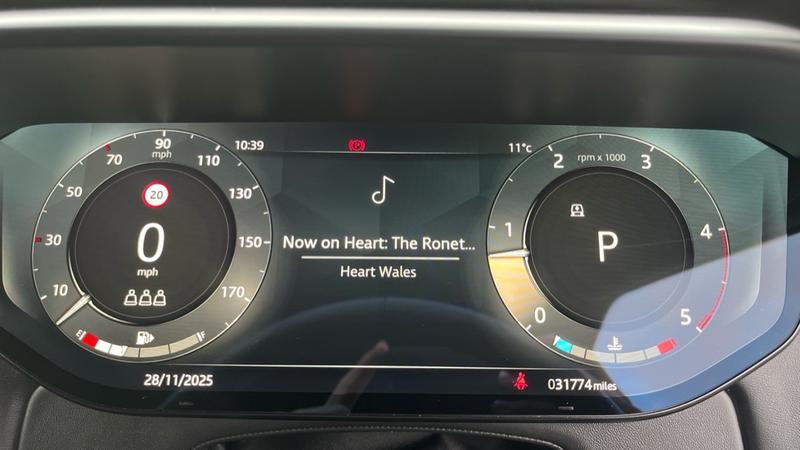 10:39
P
11°c
10
30
50
70
90
mph
110
130
150
170
20
0
mph
E
F
Now on Heart: The Ronet...
Heart Wales
0
1
2
rpm x 1000
3
4
5
P
28/11/2025
031774 miles